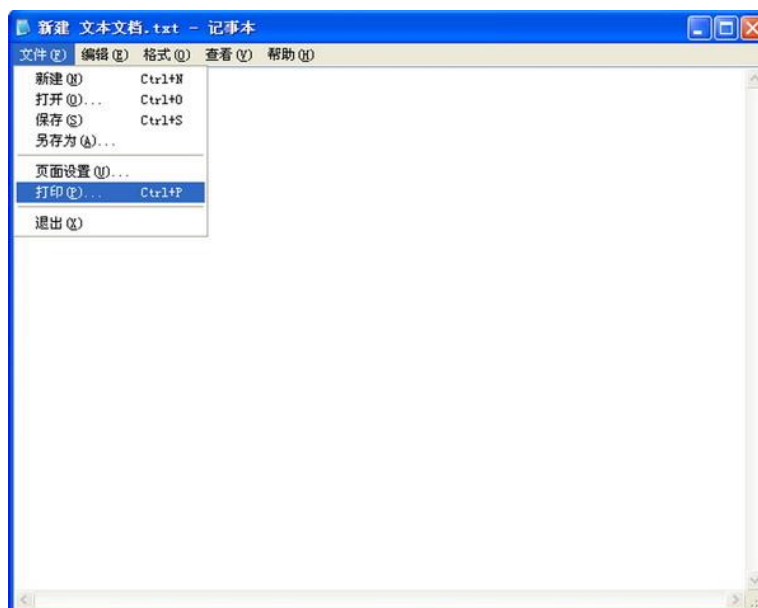 新建 文本文档.txt - 记事本
文件(F) 编辑(E) 格式(O) 查看(V) 帮助(H)
新建(N) Ctrl+N
打开(O)... Ctrl+O
保存(S) Ctrl+S
另存为(A)...
页面设置(U)...
打印(P)... Ctrl+P
退出(X)